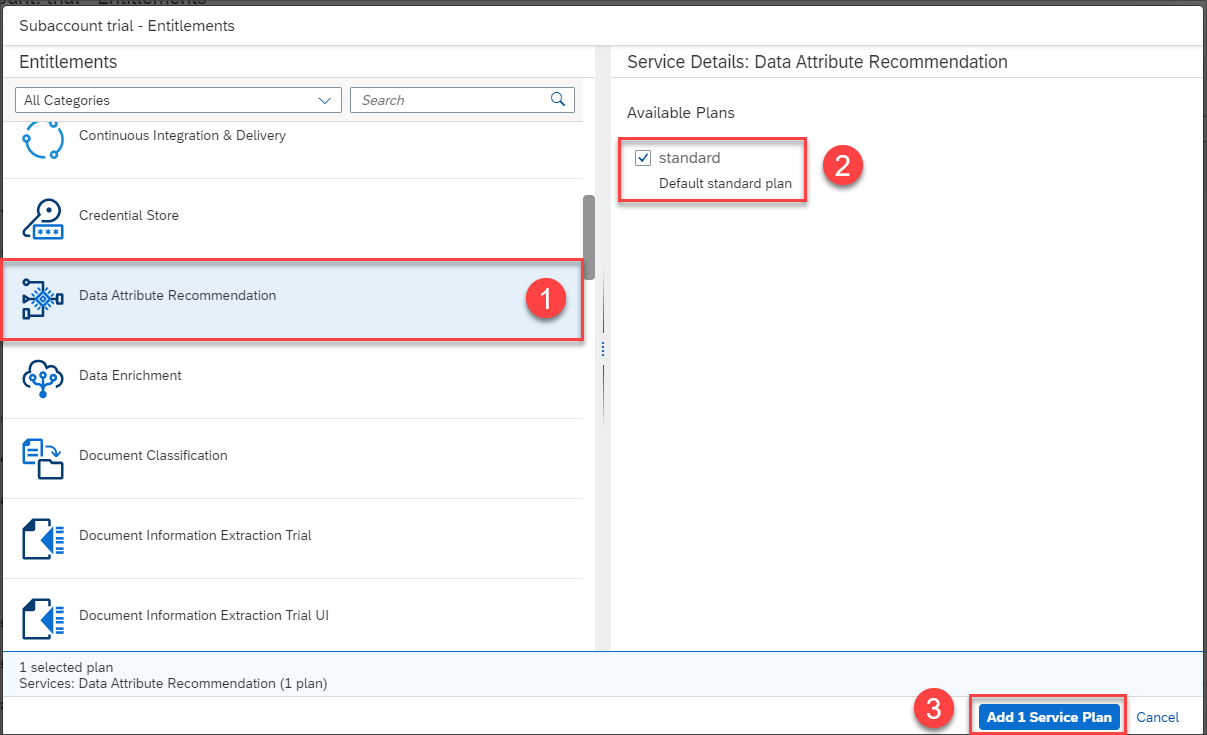 Subaccount trial - Entitlements
Entitlements
All Categories
Search
Continuous Integration & Delivery
Credential Store
Data Attribute Recommendation
1
Data Enrichment
Document Classification
Document Information Extraction Trial
Document Information Extraction Trial UI
Service Details: Data Attribute Recommendation
Available Plans
standard
Default standard plan
2
1 selected plan
Services: Data Attribute Recommendation (1 plan)
3
Add 1 Service Plan
Cancel